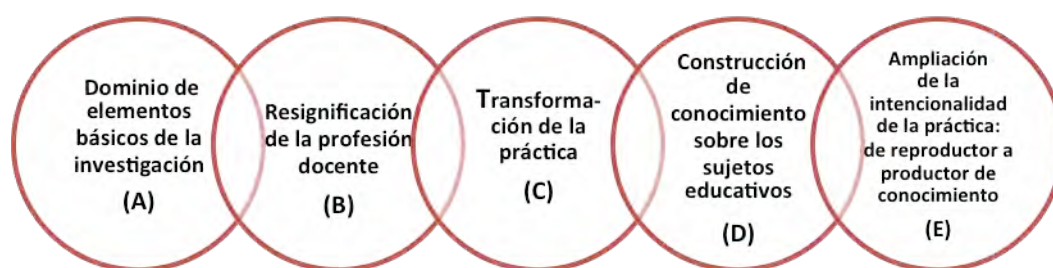 Dominio de
elementos
básicos de la
investigación
(A)
Resignificación
de la profesión
docente
(B)
Transforma-
ción de la
práctica
(C)
Construcción
de
conocimiento
sobre los
sujetos
educativos
(D)
Ampliación
de la
intencionalidad
de la práctica:
de reproductor a
productor de
conocimiento
(E)